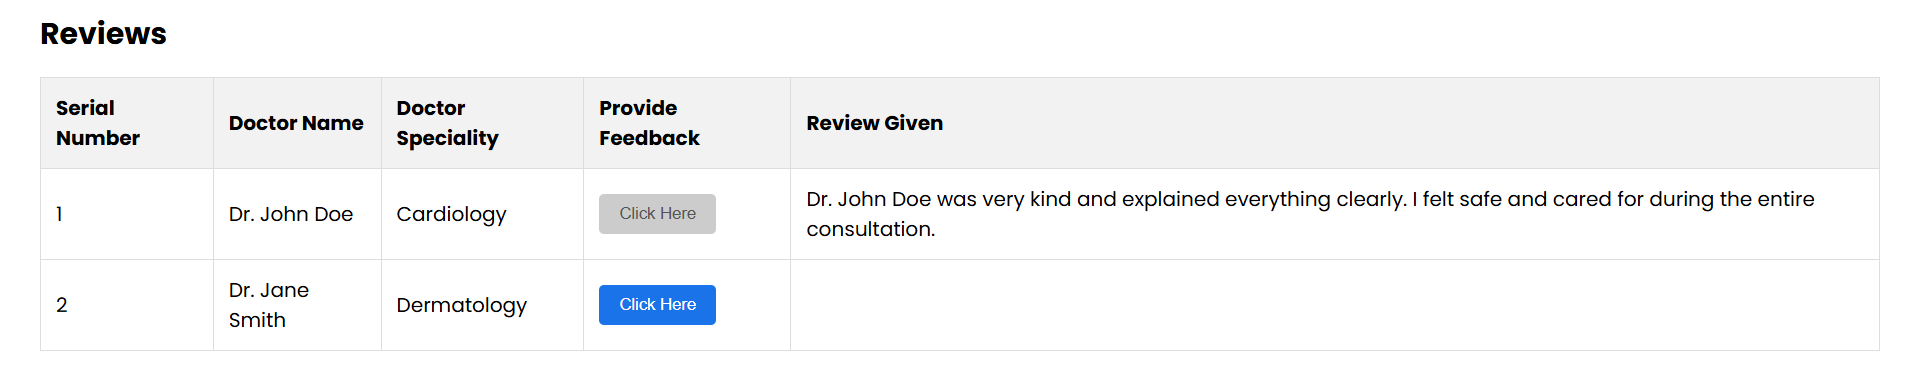 Reviews
Serial
Number
Doctor Name
Doctor
Speciality
Provide
Feedback
Review Given
1
Dr. John Doe
Cardiology
Click Here
Dr. John Doe was very kind and explained everything clearly. I felt safe and cared for during the entire
consultation.
2
Dr. Jane
Smith
Dermatology
Click Here